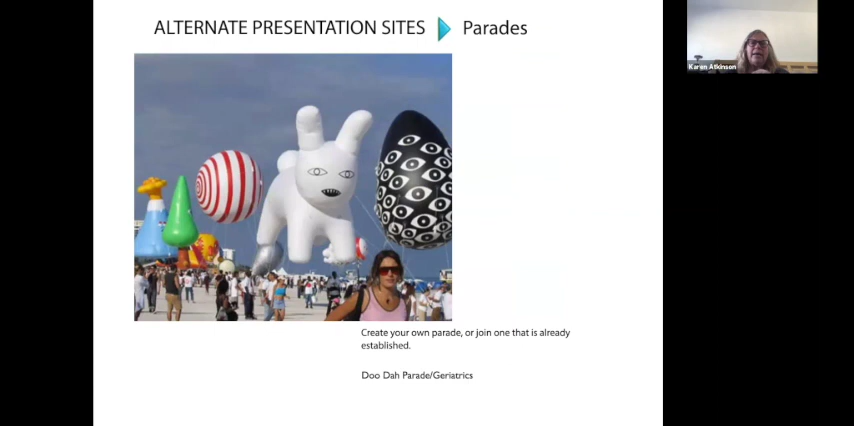 ALTERNATE PRESENTATION SITES Parades
Karen Atkinson
Create your own parade, or join one that is already
established.
Doo Dah Parade/Geriatrics